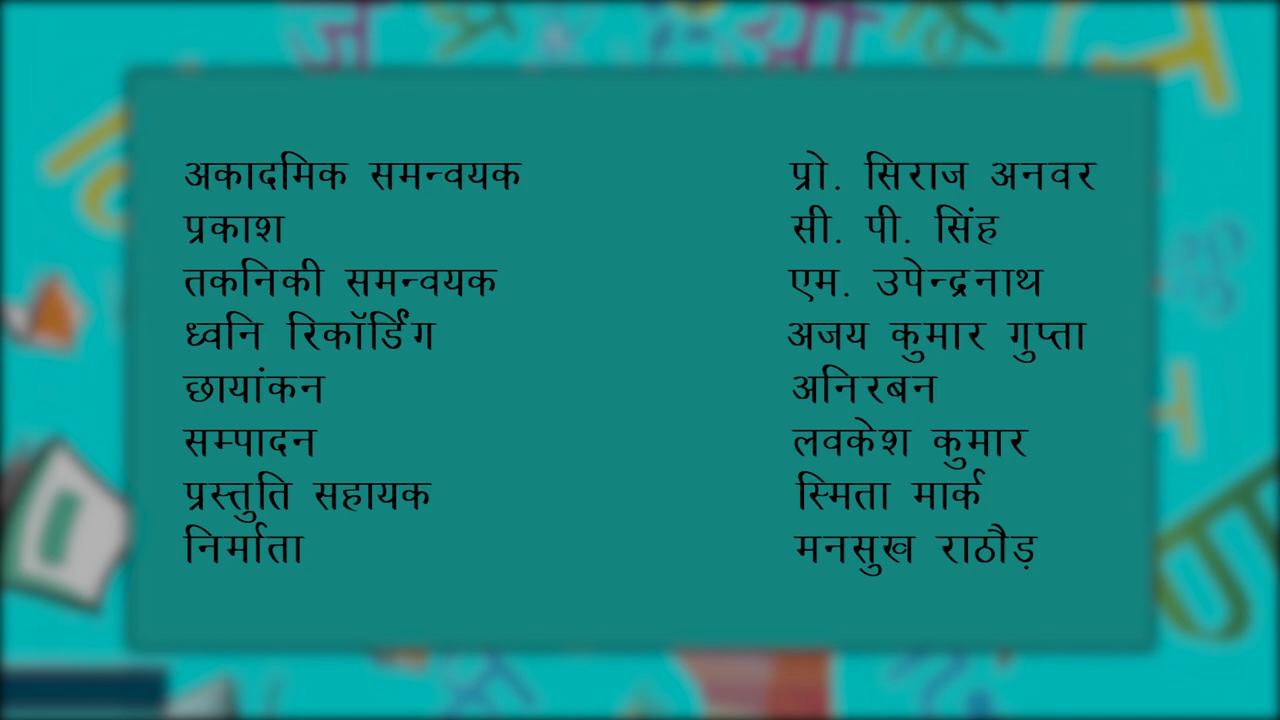 अकादमिक समन्वयक प्रो. सिराज अनवर
प्रकाश सी. पी. सिंह
तकनिकी समन्वयक एम. उपेन्द्रनाथ
ध्वनि रिकॉर्डिंग अजय कुमार गुप्ता
छायांकन अनिरबन
सम्पादन लवकेश कुमार
प्रस्तुति सहायक स्मिता मार्क
निर्माता मनसुख राठौड़